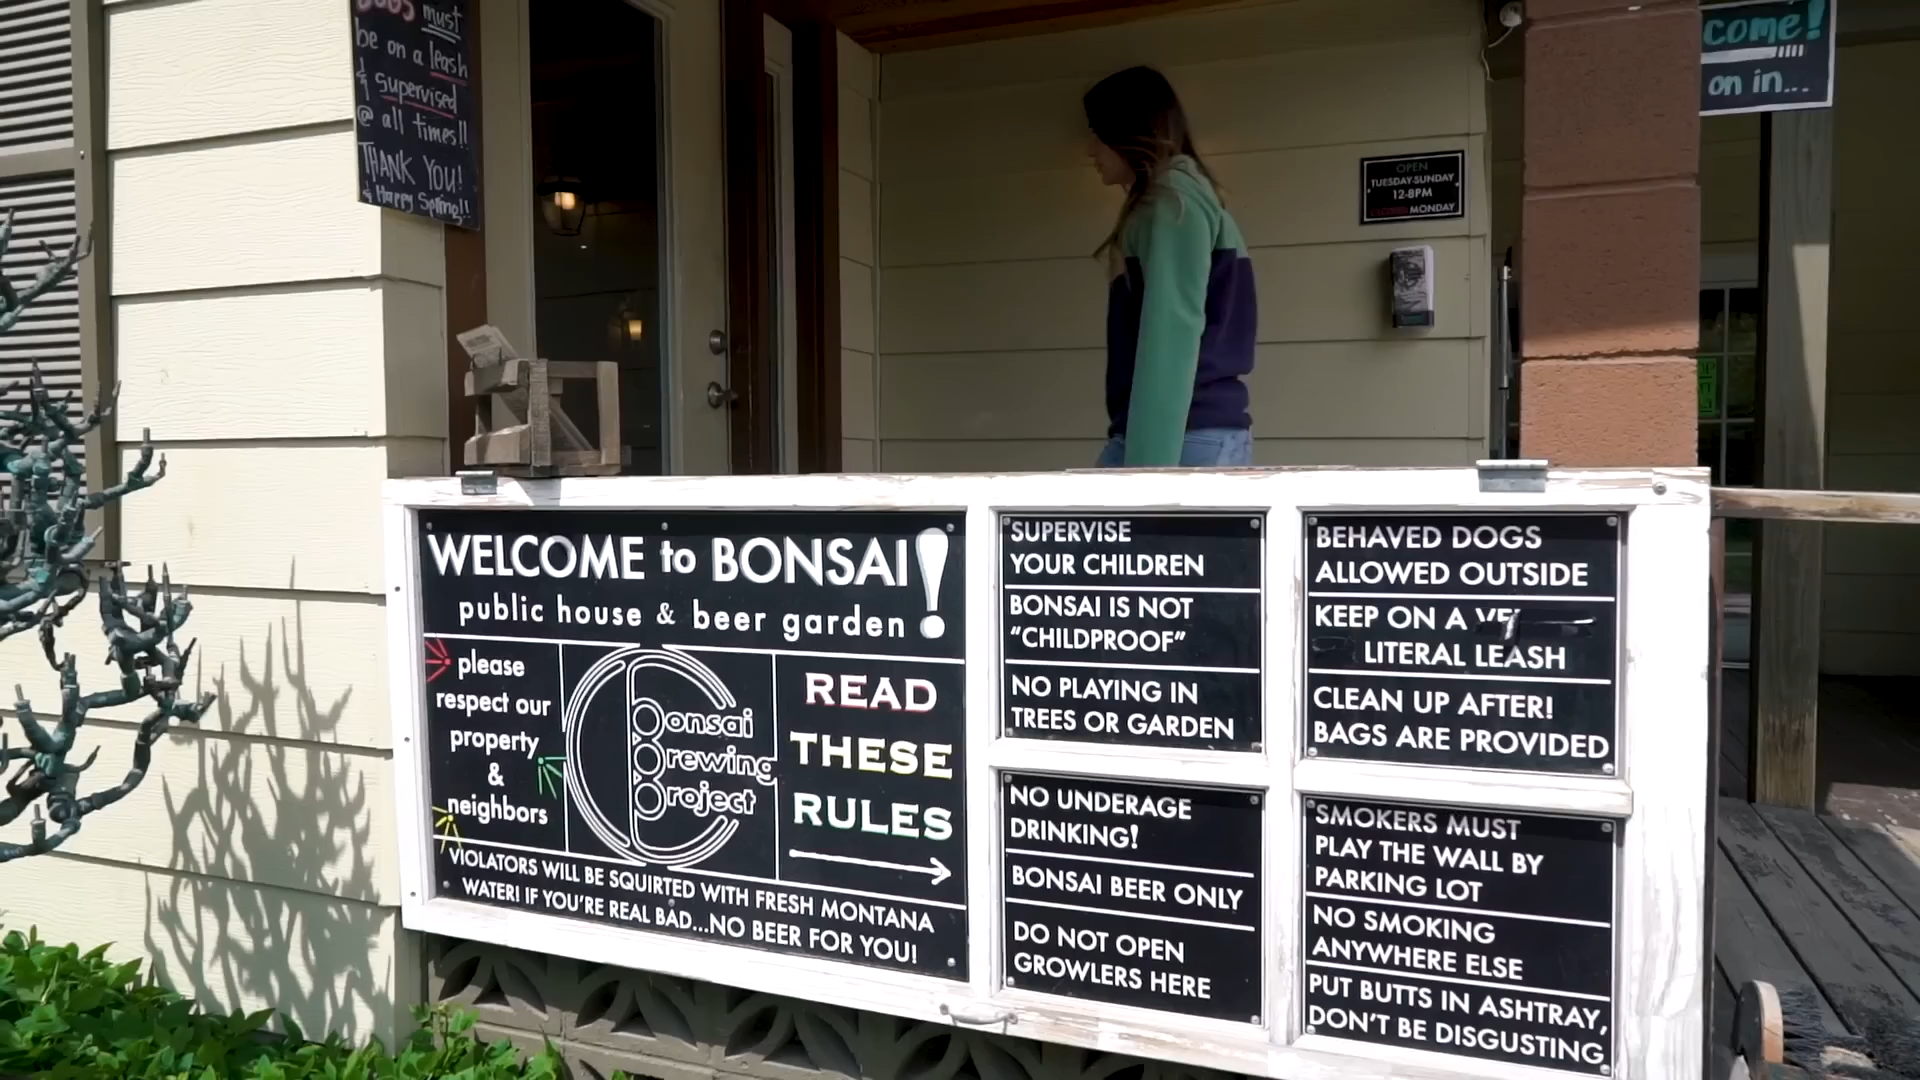 DOGS must
be on a leash
& supervised
@ all times!!
THANK YOU!
& Happy Spring!!
come!
on in...
OPEN
TUESDAY-SUNDAY
12-8PM
CLOSED MONDAY
WELCOME to BONSAI!
public house & beer garden
please
respect our
property
&
neighbors
Bonsai
Brewing
Project
READ
THESE
RULES
VIOLATORS WILL BE SQUIRTED WITH FRESH MONTANA
WATER! IF YOU'RE REAL BAD...NO BEER FOR YOU!
SUPERVISE
YOUR CHILDREN
BONSAI IS NOT
"CHILDPROOF"
NO PLAYING IN
TREES OR GARDEN
NO UNDERAGE
DRINKING!
BONSAI BEER ONLY
DO NOT OPEN
GROWLERS HERE
BEHAVED DOGS
ALLOWED OUTSIDE
KEEP ON A
LITERAL LEASH
CLEAN UP AFTER!
BAGS ARE PROVIDED
SMOKERS MUST
PLAY THE WALL BY
PARKING LOT
NO SMOKING
ANYWHERE ELSE
PUT BUTTS IN ASHTRAY,
DON'T BE DISGUSTING